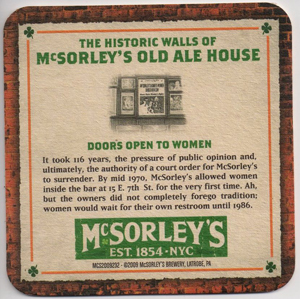 THE HISTORIC WALLS OF
McSORLEY'S OLD ALE HOUSE
DOORS OPEN TO WOMEN
It took 116 years, the pressure of public opinion and,
ultimately, the authority of a court order for McSorley's
to surrender. By mid 1970, McSorley's allowed women
inside the bar at 15 E. 7th St. for the very first time. Ah,
but the owners did not completely forego tradition;
women would wait for their own restroom until 1986.
McSORLEY'S
EST. 1854 • NYC
MCS2009232 - ©2009 McSORLEY'S BREWERY, LATROBE, PA